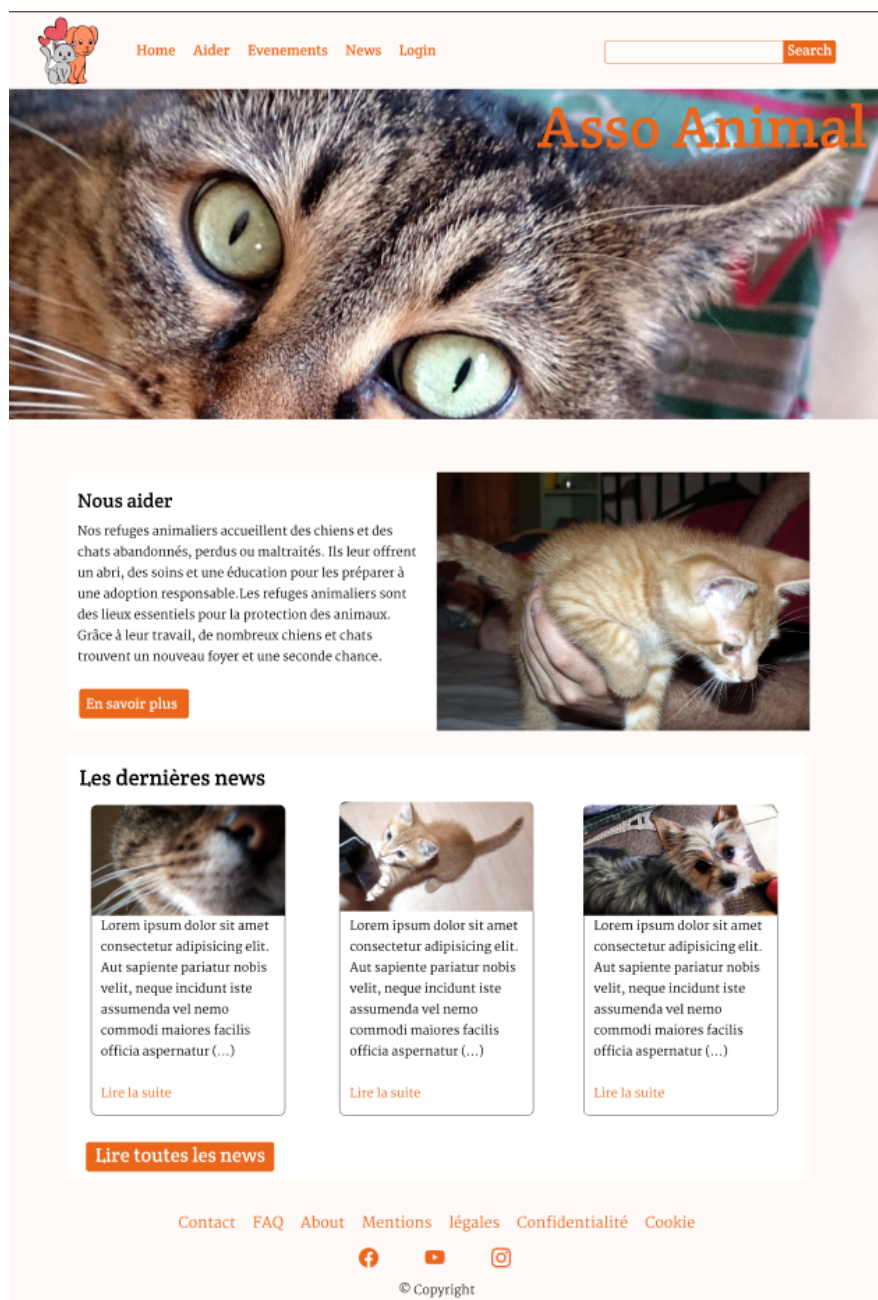 Home Aider Evenements News Login Search
Asso Animal
Nous aider
Nos refuges animaliers accueillent des chiens et des
chats abandonnés, perdus ou maltraités. Ils leur offrent
un abri, des soins et une éducation pour les préparer à
une adoption responsable.Les refuges animaliers sont
des lieux essentiels pour la protection des animaux.
Grâce à leur travail, de nombreux chiens et chats
trouvent un nouveau foyer et une seconde chance.
En savoir plus
Les dernières news
Lorem ipsum dolor sit amet
consectetur adipisicing elit.
Aut sapiente pariatur nobis
velit, neque incidunt iste
assumenda vel nemo
commodi maiores facilis
officia aspernatur (...)
Lire la suite
Lorem ipsum dolor sit amet
consectetur adipisicing elit.
Aut sapiente pariatur nobis
velit, neque incidunt iste
assumenda vel nemo
commodi maiores facilis
officia aspernatur (...)
Lire la suite
Lorem ipsum dolor sit amet
consectetur adipisicing elit.
Aut sapiente pariatur nobis
velit, neque incidunt iste
assumenda vel nemo
commodi maiores facilis
officia aspernatur (...)
Lire la suite
Lire toutes les news
Contact FAQ About Mentions légales Confidentialité Cookie
© Copyright